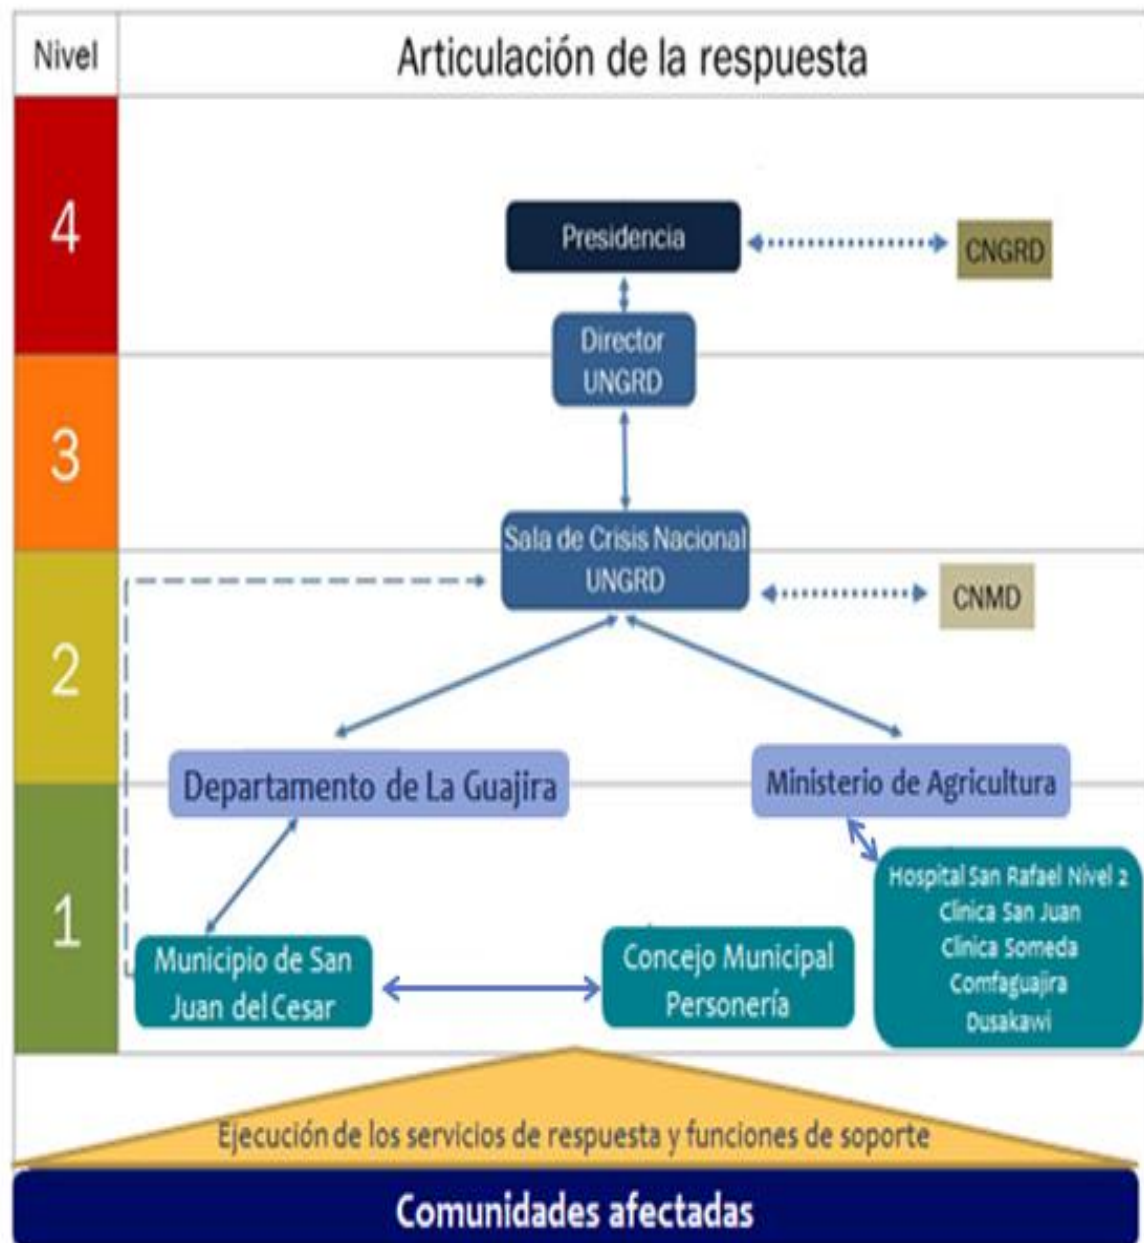 Nivel
Articulación de la respuesta
4
Presidencia
CNGRD
Director
UNGRD
3
Sala de Crisis Nacional
UNGRD
2
CNMD
Departamento de La Guajira
Ministerio de Agricultura
1
Municipio de San
Juan del Cesar
Concejo Municipal
Personería
Hospital San Rafael Nivel 2
Clinica San Juan
Clinica Someda
Comfaguajira
Dusakawi
Ejecución de los servicios de respuesta y funciones de soporte
Comunidades afectadas